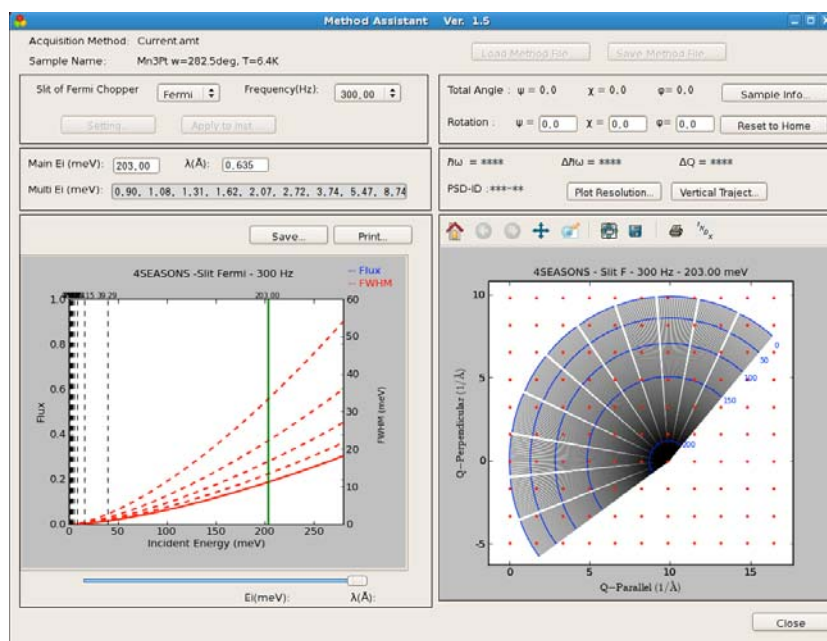 Method Assistant Ver. 1.5
Acquisition Method: Current.amt
Sample Name: Mn3Pt w=282.5deg, T=6.4K
Load Method File...
Save Method File...
Slit of Fermi Chopper
Fermi
Frequency(Hz):
300.00
Setting...
Apply to Inst...
Total Angle : ψ = 0.0 χ = 0.0 φ= 0.0
Sample Info...
Rotation : ψ = 0.0 χ = 0.0 φ= 0.0
Reset to Home
Main Ei (meV): 203.00 λ(Å): 0.635
Multi Ei (meV): 0.90, 1.08, 1.31, 1.62, 2.07, 2.72, 3.74, 5.47, 8.74
ℏω = **** Δℏω = **** ΔQ = ****
PSD-ID :***-**
Plot Resolution...
Vertical Traject...
Save...
Print...
4SEASONS -Slit Fermi - 300 Hz
Flux
FWHM
39.29
203.00
1.0
0.8
0.6
0.4
0.2
0.0
Flux
60
50
40
30
20
10
0
FWHM (meV)
0 50 100 150 200 250
Incident Energy (meV)
Ei(meV): λ(Å):
4SEASONS - Slit F - 300 Hz - 203.00 meV
10
5
0
-5
Q-Perpendicular (1/Å)
0
50
100
150
200
0 5 10 15
Q-Parallel (1/Å)
Close